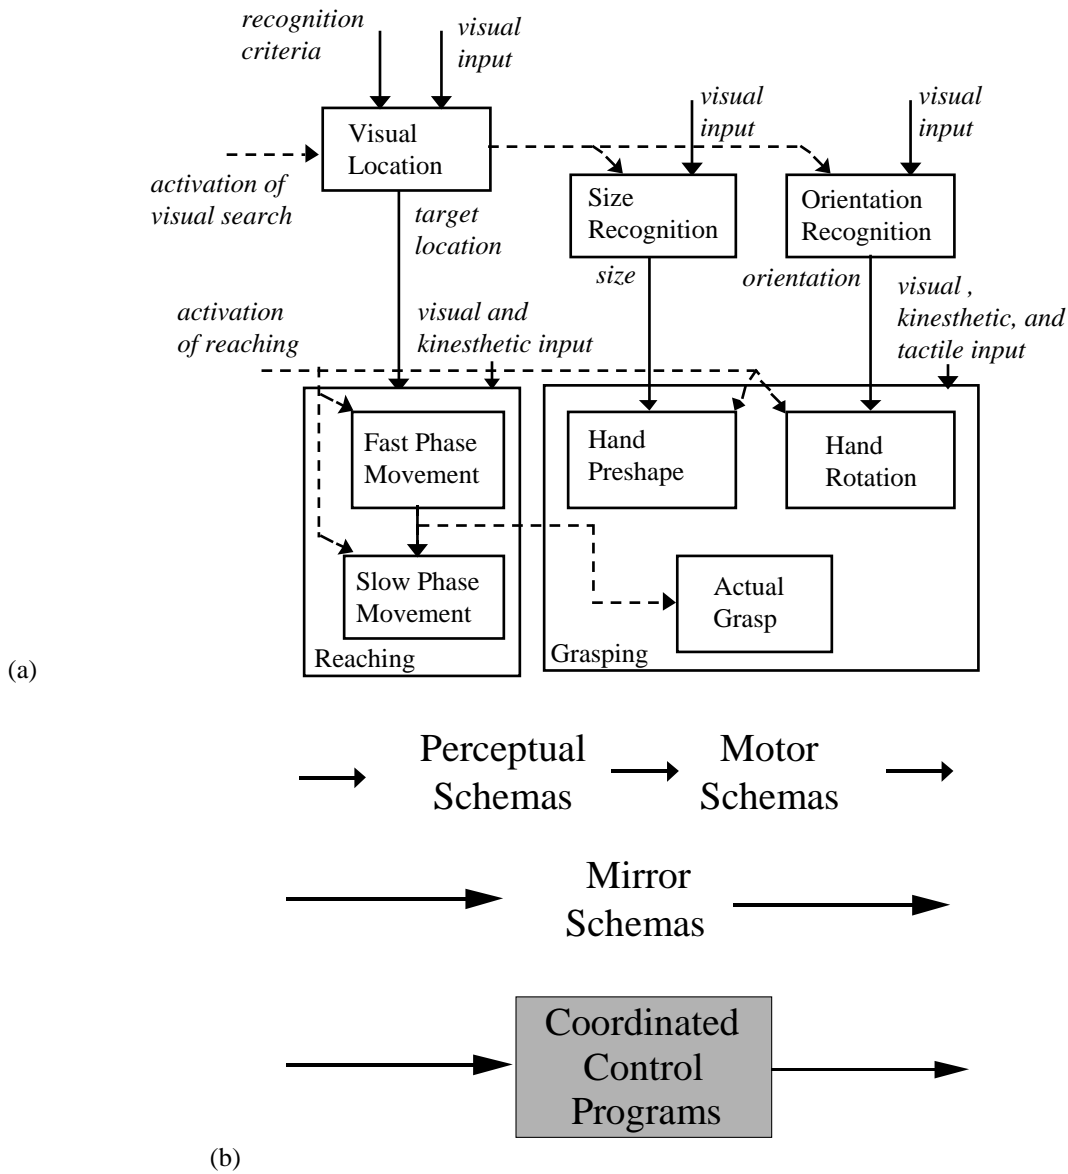 recognition
criteria
visual
input
visual
input
visual
input
Visual
Location
activation of
visual search
Size
Recognition
Orientation
Recognition
target
location
size
orientation
activation
of reaching
visual and
kinesthetic input
visual ,
kinesthetic, and
tactile input
Fast Phase
Movement
Hand
Preshape
Hand
Rotation
Slow Phase
Movement
Actual
Grasp
Reaching
Grasping
(a)
Perceptual
Schemas
Motor
Schemas
Mirror
Schemas
Coordinated
Control
Programs
(b)